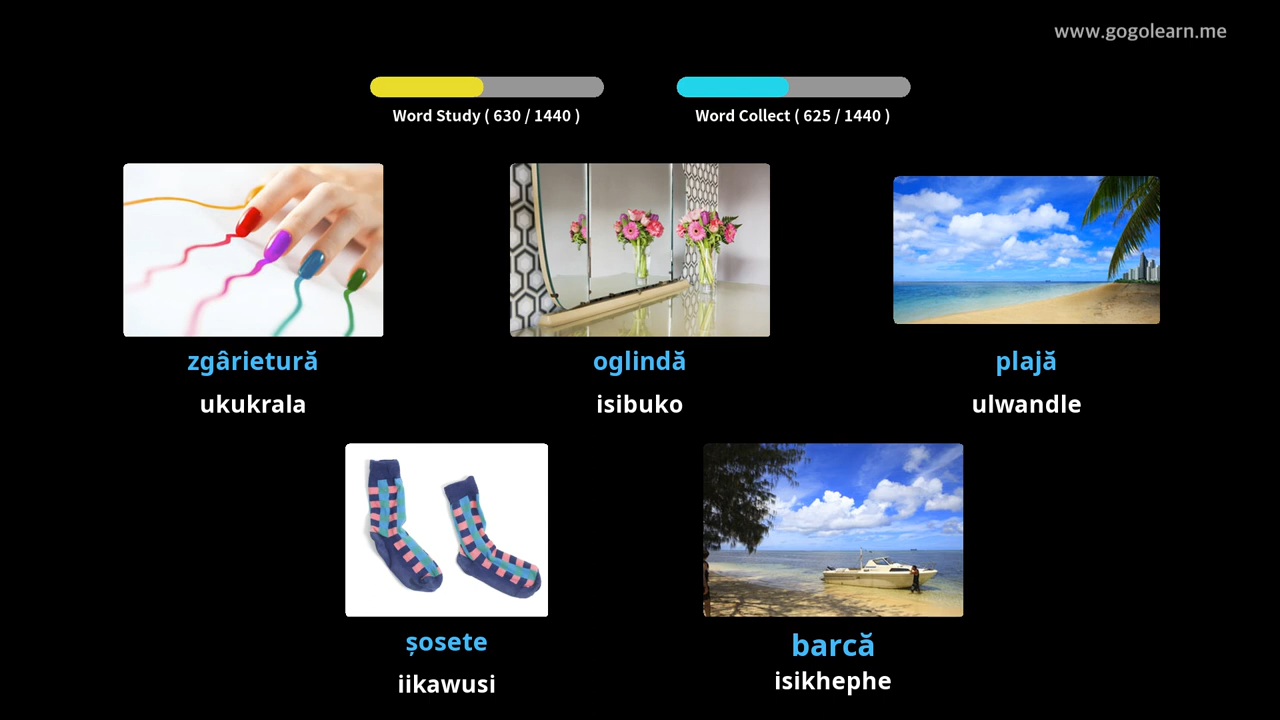 www.gogolearn.me
Word Study ( 630 / 1440 )
Word Collect ( 625 / 1440 )
zgârietură
ukukrala
oglindă
isibuko
plajă
ulwandle
șosete
iikawusi
barcă
isikhephe